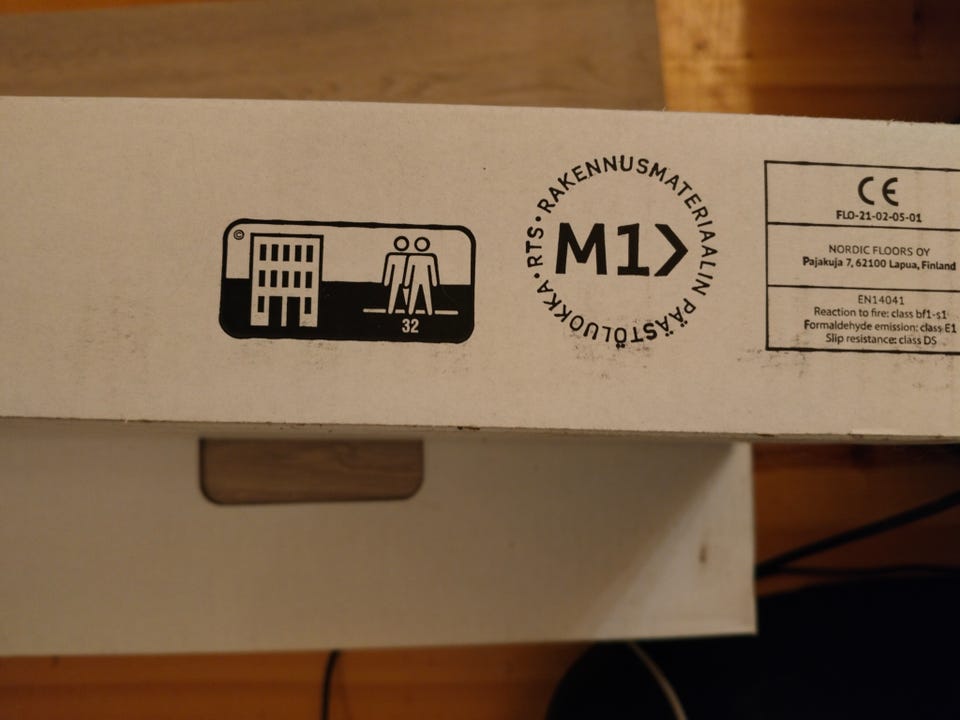 ©
32
RAKENNUSMATERIAALIN PÄÄSTÖLUOKKA • RTS •
M1
CE
FLO-21-02-05-01
NORDIC FLOORS OY
Pajakuja 7, 62100 Lapua, Finland
EN14041
Reaction to fire: class bf1-s1
Formaldehyde emission: class E1
Slip resistance: class DS